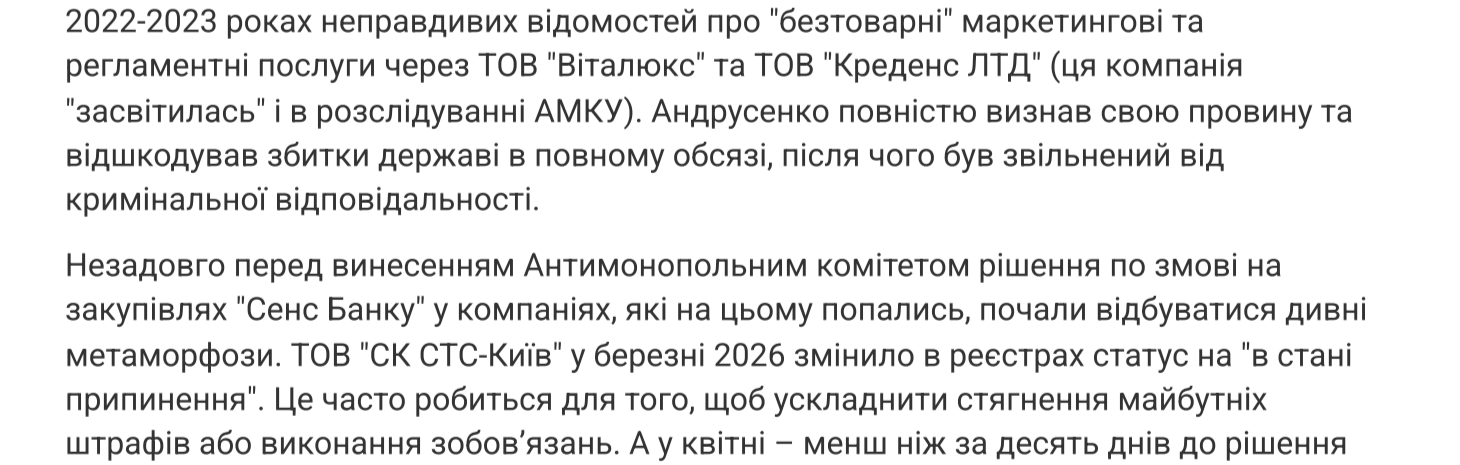 2022-2023 роках неправдивих відомостей про "безтоварні" маркетингові та
регламентні послуги через ТОВ "Віталюкс" та ТОВ "Креденс ЛТД" (ця компанія
"засвітилась" і в розслідуванні АМКУ). Андрусенко повністю визнав свою провину та
відшкодував збитки державі в повному обсязі, після чого був звільнений від
кримінальної відповідальності.
Незадовго перед винесенням Антимонопольним комітетом рішення по змові на
закупівлях "Сенс Банку" у компаніях, які на цьому попались, почали відбуватися дивні
метаморфози. ТОВ "СК СТС-Київ" у березні 2026 змінило в реєстрах статус на "в стані
припинення". Це часто робиться для того, щоб ускладнити стягнення майбутніх
штрафів або виконання зобов’язань. А у квітні – менш ніж за десять днів до рішення